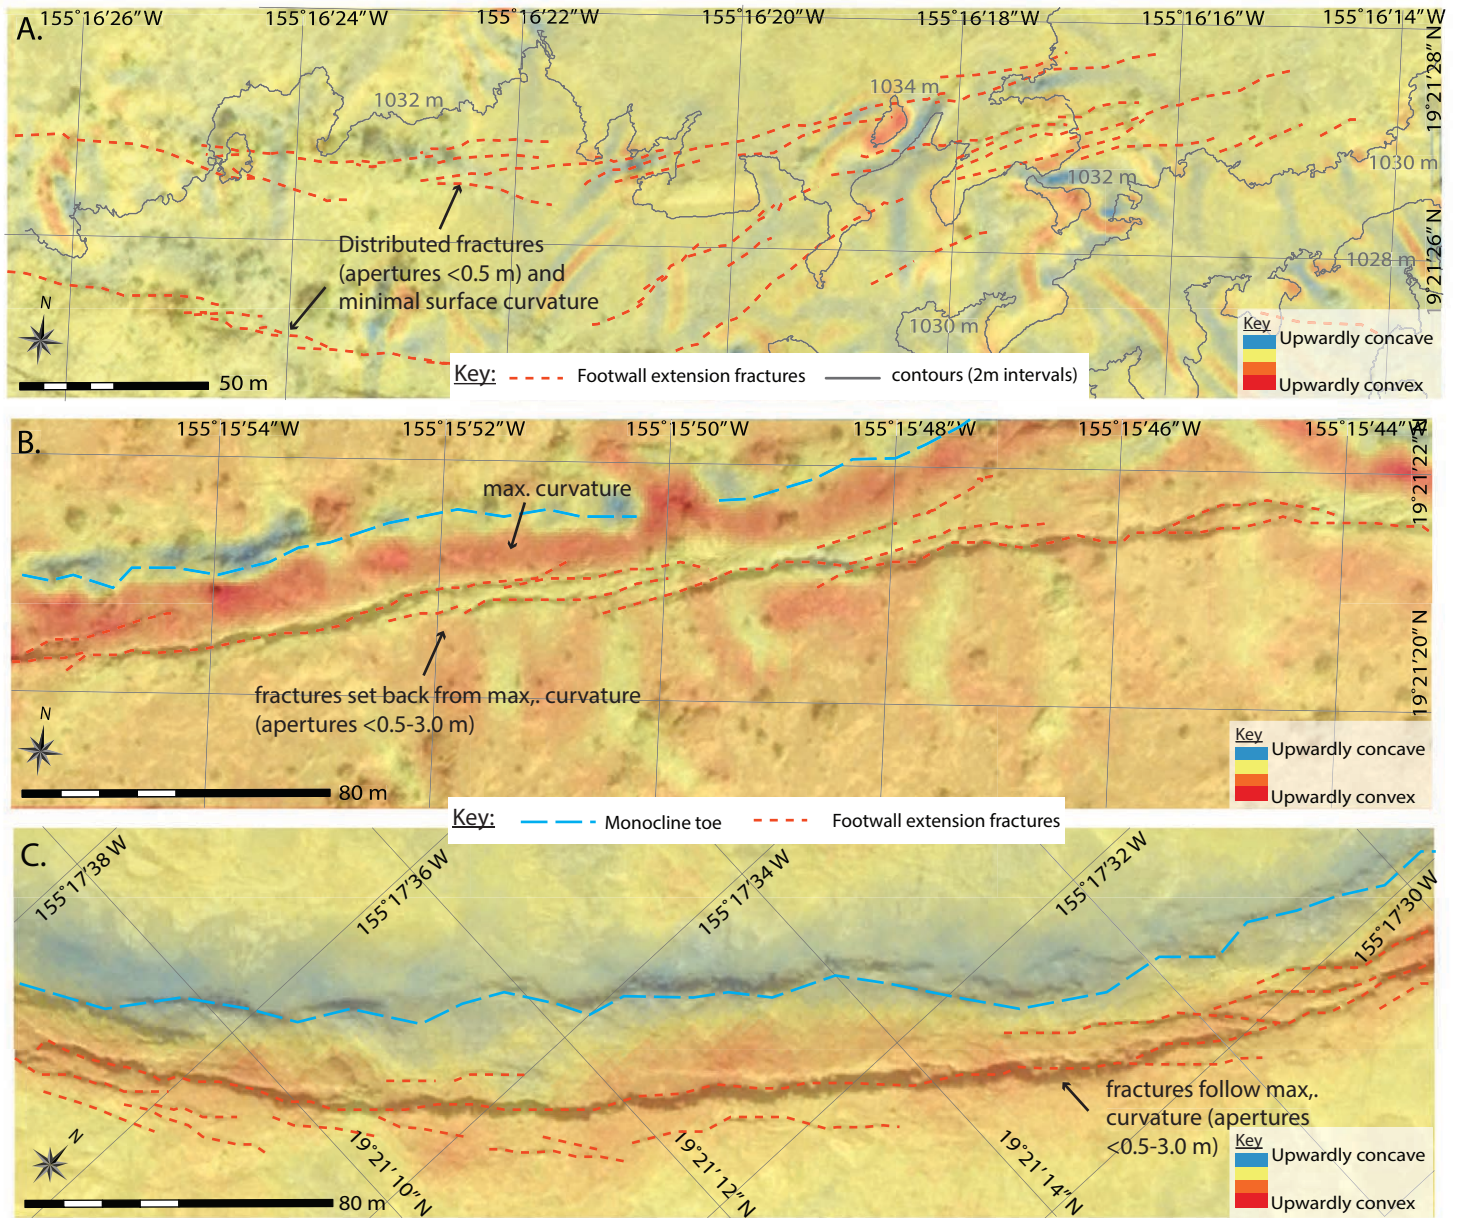 A.
155°16'26"W
155°16'24"W
155°16'22"W
155°16'20"W
155°16'18"W
155°16'16"W
155°16'14"W
19°21'28"N
1032 m
1034 m
1030 m
1032 m
Distributed fractures
(apertures <0.5 m) and
minimal surface curvature
19°21'26"N
1028 m
1030 m
N
50 m
Key
Upwardly concave
Upwardly convex
Key:
Footwall extension fractures
contours (2m intervals)
B.
155°15'54"W
155°15'52"W
155°15'50"W
155°15'48"W
155°15'46"W
155°15'44"W
19°21'22"N
max. curvature
19°21'20"N
fractures set back from max,. curvature
(apertures <0.5-3.0 m)
N
80 m
Key
Upwardly concave
Upwardly convex
Key:
Monocline toe
Footwall extension fractures
C.
155°17'38 W
155°17'36"W
155°17'34"W
155°17'32"W
155°17'30"W
fractures follow max,.
curvature (apertures
<0.5-3.0 m)
N
19°21'10"N
19°21'12"N
19°21'14"N
80 m
Key
Upwardly concave
Upwardly convex